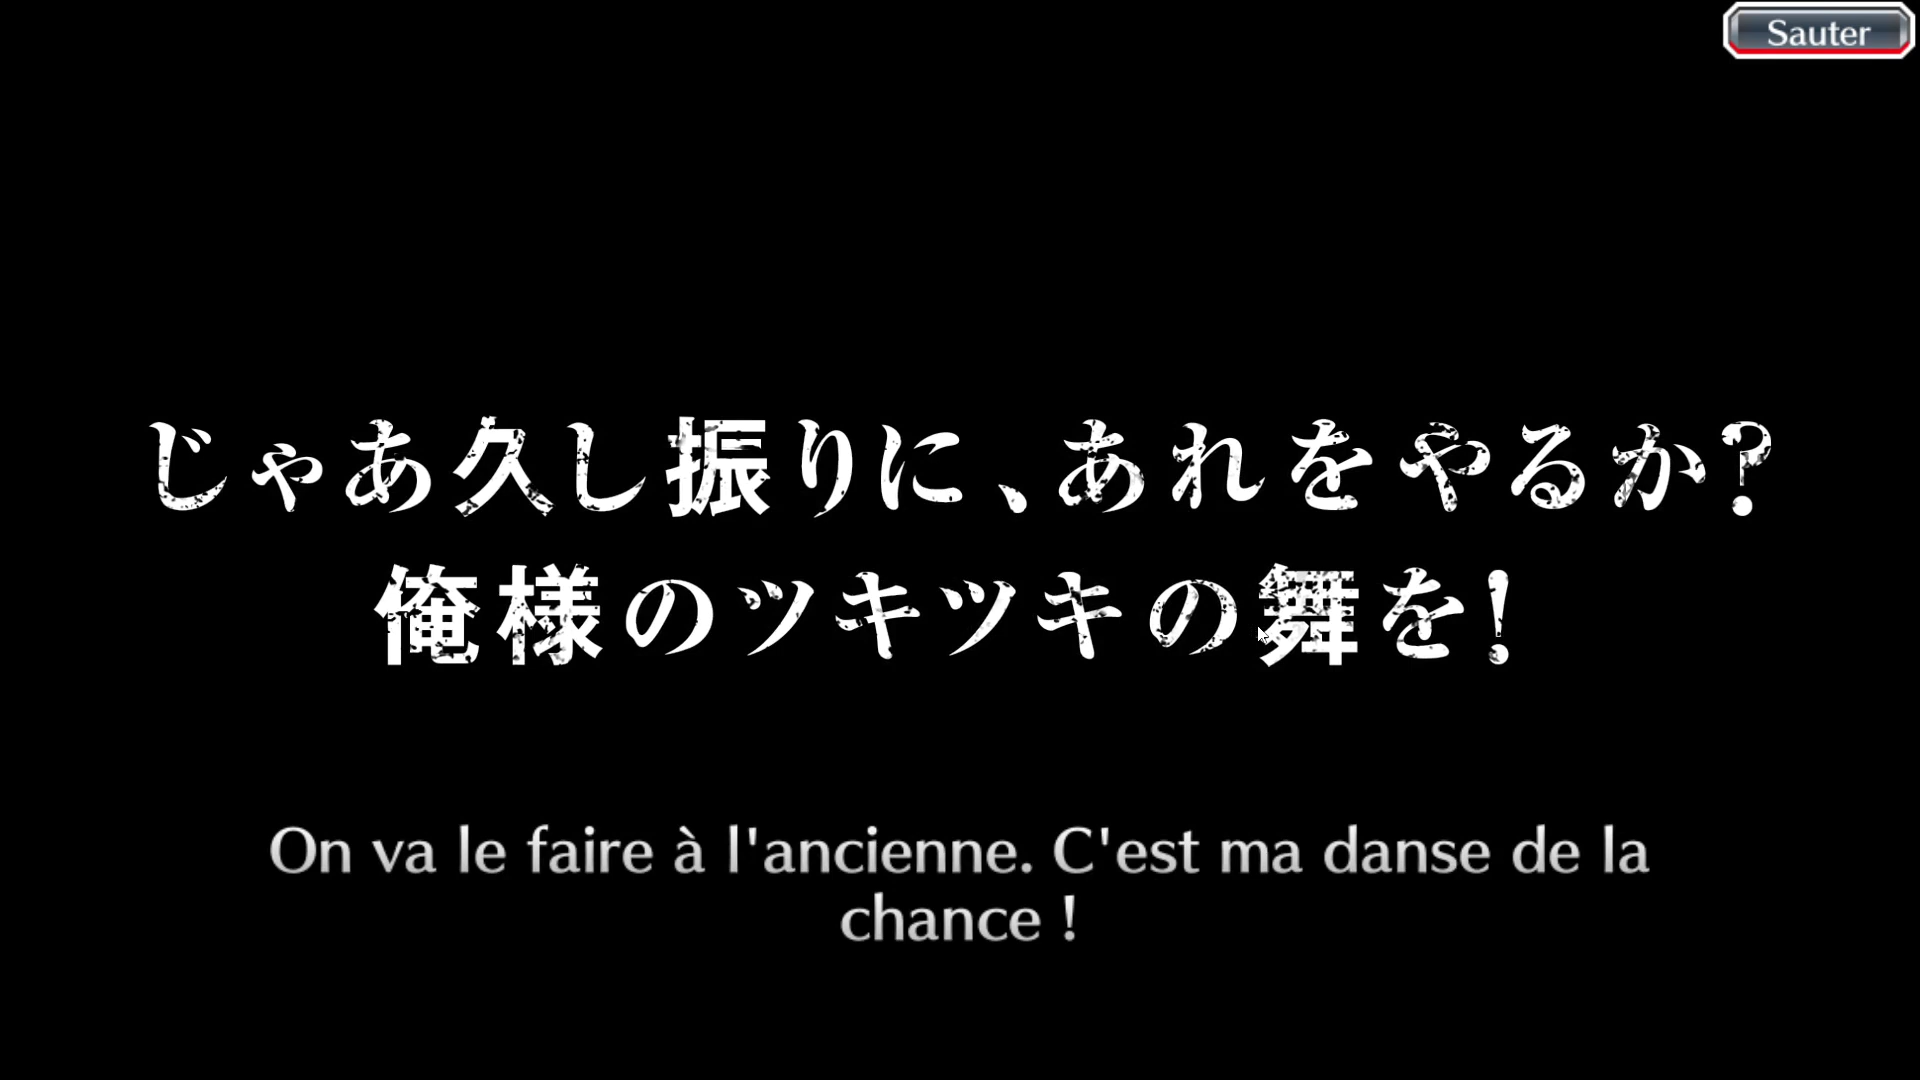 Sauter
じゃあ久し振りに、あれをやるか?
俺様のツキツキの舞を!
On va le faire à l'ancienne. C'est ma danse de la
chance !